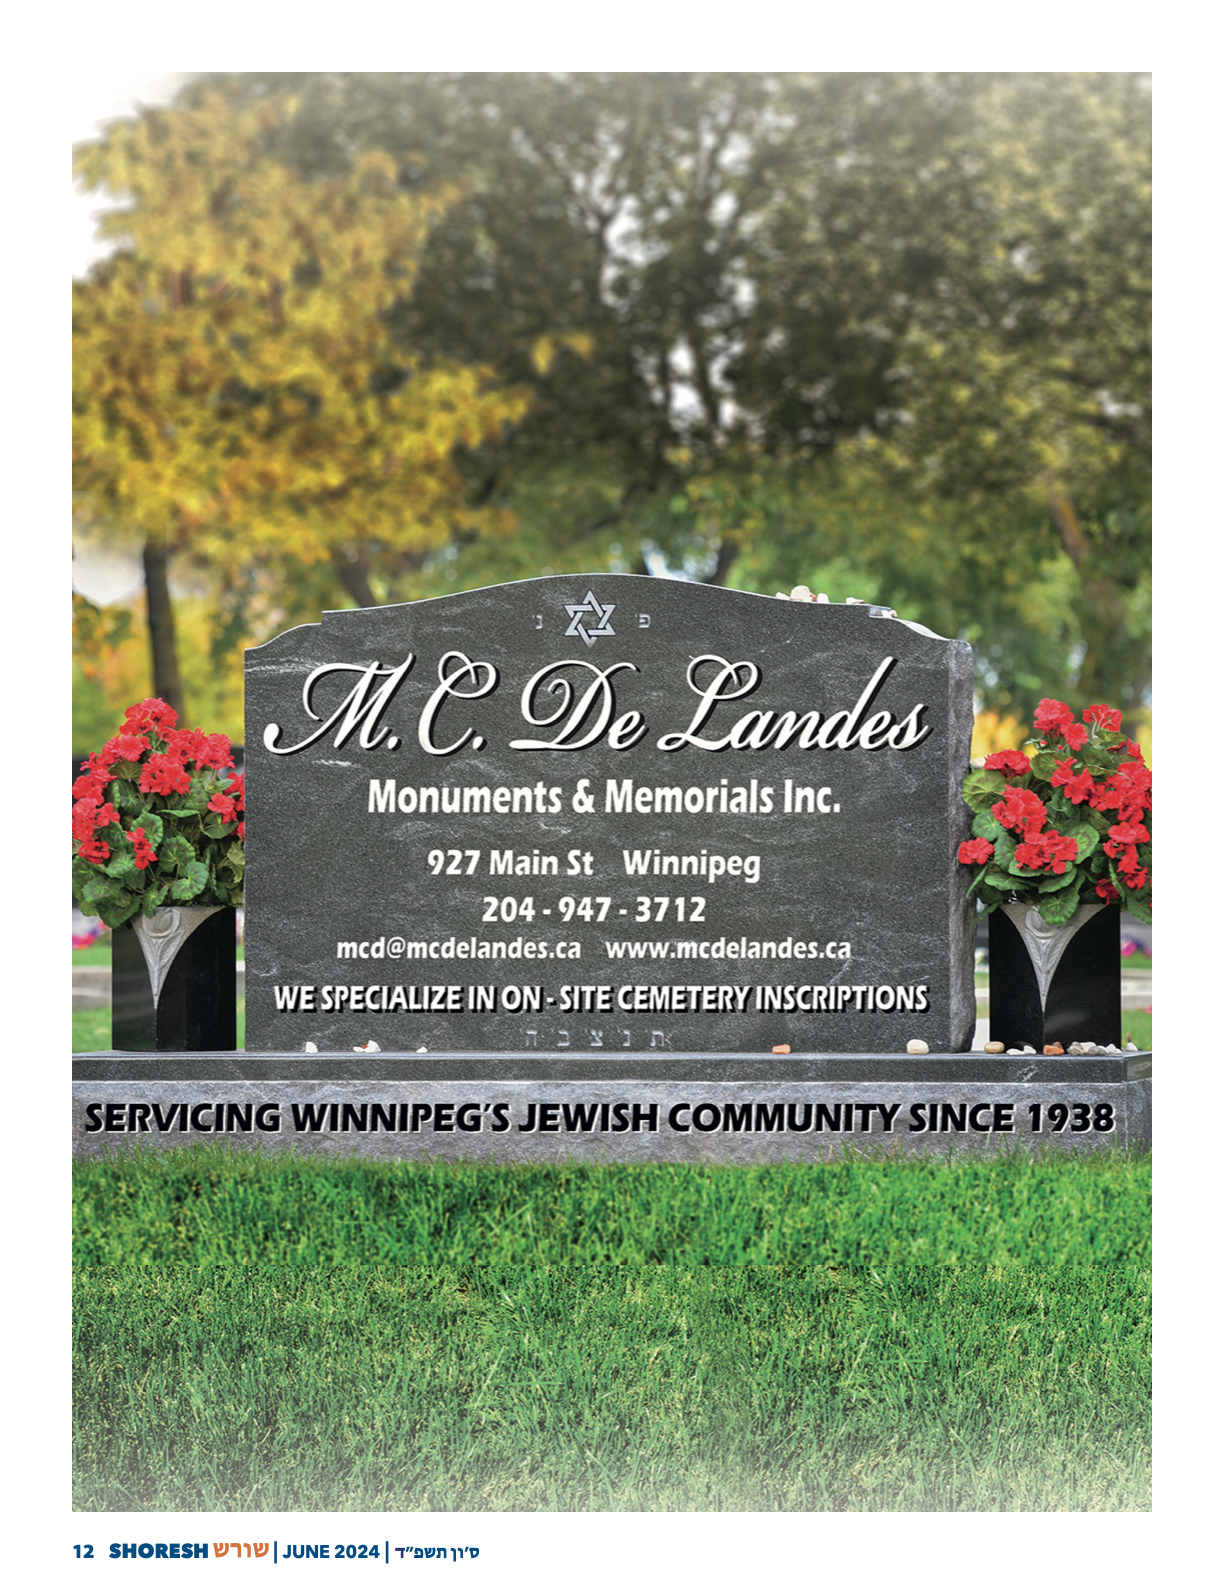 פ נ
M.C. De Landes
Monuments & Memorials Inc.
927 Main St Winnipeg
204 - 947 - 3712
mcd@mcdelandes.ca www.mcdelandes.ca
WE SPECIALIZE IN ON - SITE CEMETERY INSCRIPTIONS
ת נ צ ב ה
SERVICING WINNIPEG'S JEWISH COMMUNITY SINCE 1938
12 SHORESH שורש | JUNE 2024 | ס'ון תשפ"ד